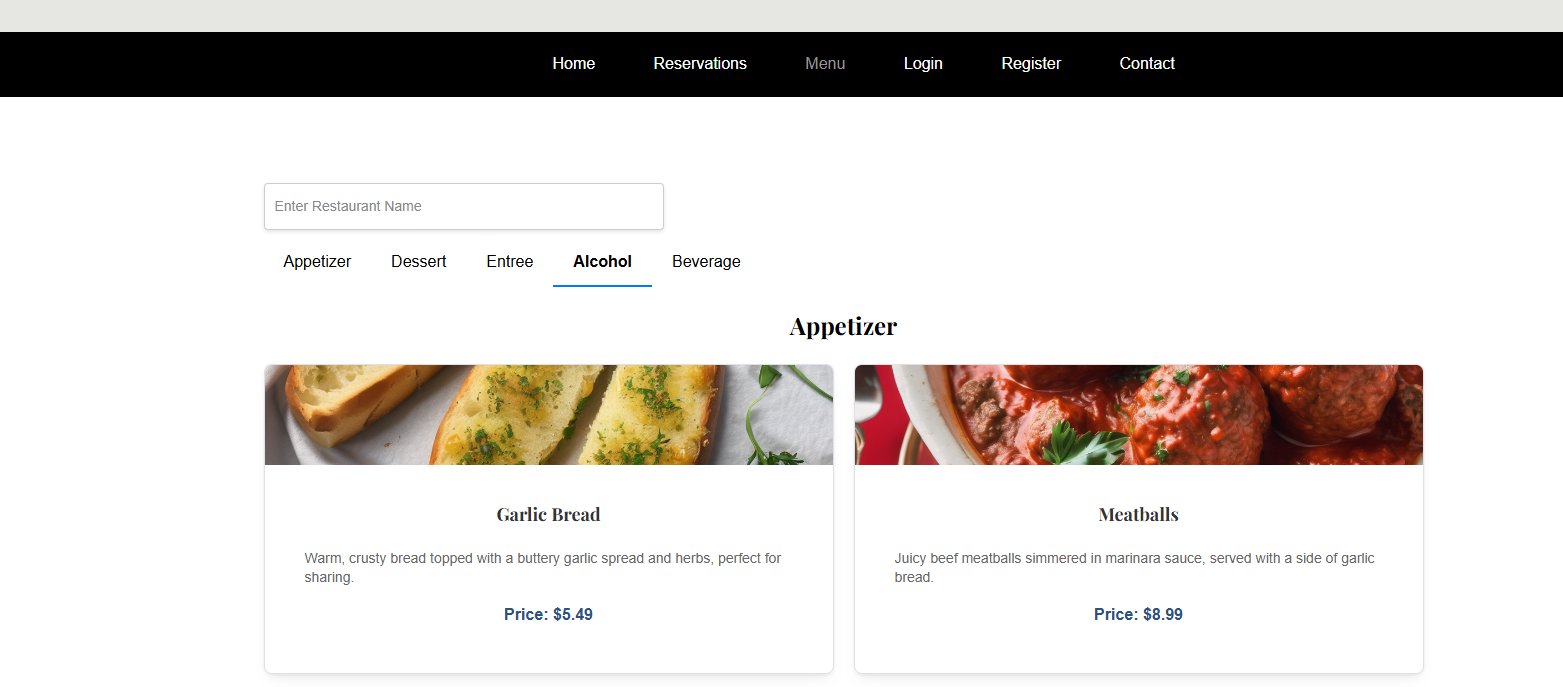 Home Reservations Menu Login Register Contact
Enter Restaurant Name
Appetizer Dessert Entree Alcohol Beverage
Appetizer
Garlic Bread
Warm, crusty bread topped with a buttery garlic spread and herbs, perfect for
sharing.
Price: $5.49
Meatballs
Juicy beef meatballs simmered in marinara sauce, served with a side of garlic
bread.
Price: $8.99